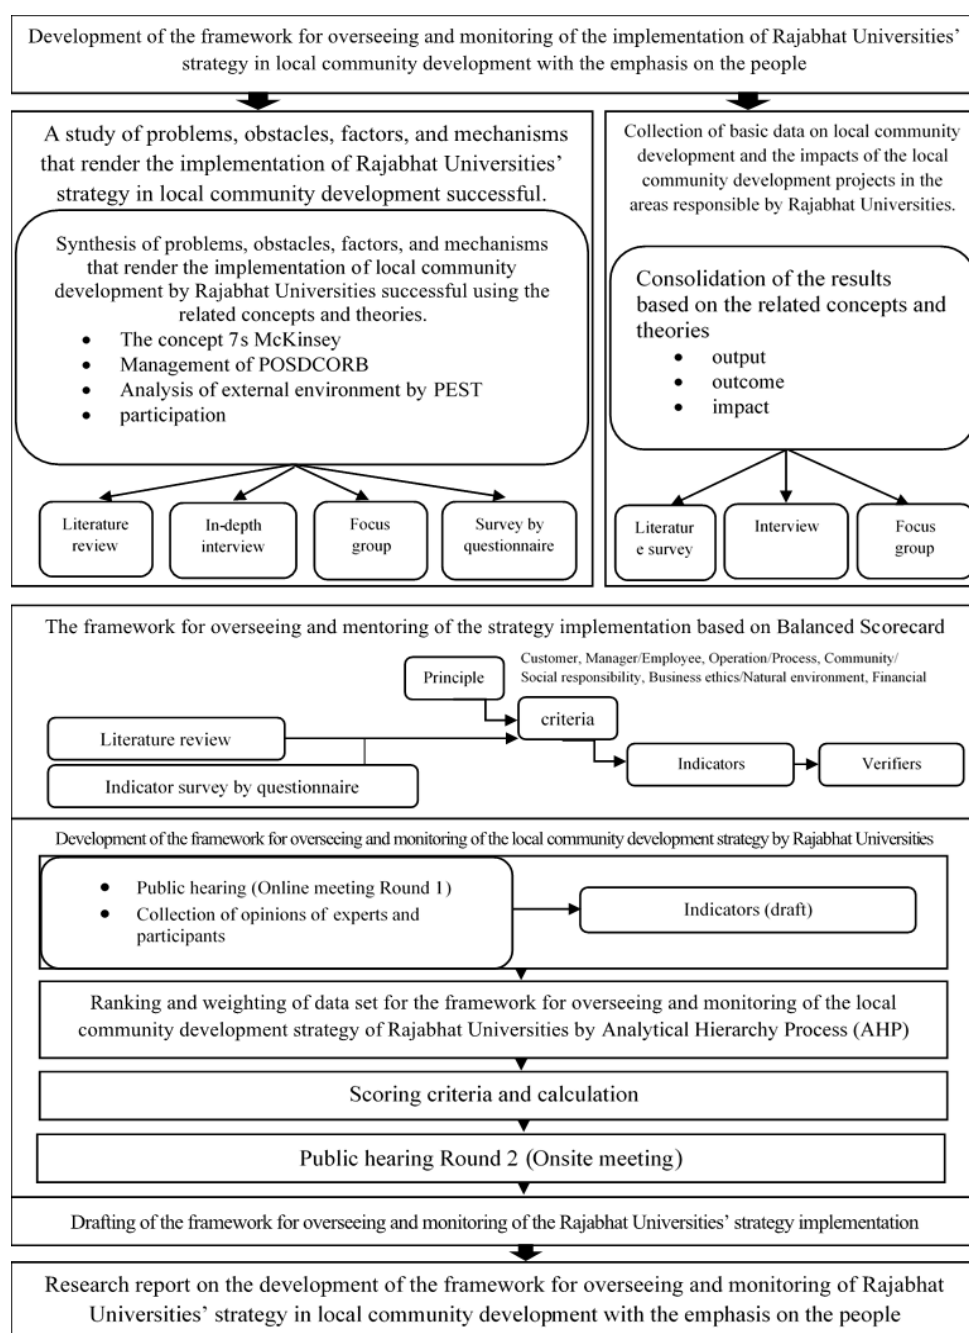 Development of the framework for overseeing and monitoring of the implementation of Rajabhat Universities'
strategy in local community development with the emphasis on the people
A study of problems, obstacles, factors, and mechanisms
that render the implementation of Rajabhat Universities'
strategy in local community development successful.
Synthesis of problems, obstacles, factors, and mechanisms
that render the implementation of local community
development by Rajabhat Universities successful using the
related concepts and theories.
• The concept 7s McKinsey
• Management of POSDCORB
• Analysis of external environment by PEST
• participation
Literature
review
In-depth
interview
Focus
group
Survey by
questionnaire
Collection of basic data on local community
development and the impacts of the local
community development projects in the
areas responsible by Rajabhat Universities.
Consolidation of the results
based on the related concepts and
theories
• output
• outcome
• impact
Literatur
e survey
Interview
Focus
group
The framework for overseeing and mentoring of the strategy implementation based on Balanced Scorecard
Principle
Customer, Manager/Employee, Operation/Process, Community/
Social responsibility, Business ethics/Natural environment, Financial
criteria
Literature review
Indicators
Verifiers
Indicator survey by questionnaire
Development of the framework for overseeing and monitoring of the local community development strategy by Rajabhat Universities
• Public hearing (Online meeting Round 1)
• Collection of opinions of experts and
participants
Indicators (draft)
Ranking and weighting of data set for the framework for overseeing and monitoring of the local
community development strategy of Rajabhat Universities by Analytical Hierarchy Process (AHP)
Scoring criteria and calculation
Public hearing Round 2 (Onsite meeting)
Drafting of the framework for overseeing and monitoring of the Rajabhat Universities' strategy implementation
Research report on the development of the framework for overseeing and monitoring of Rajabhat
Universities' strategy in local community development with the emphasis on the people